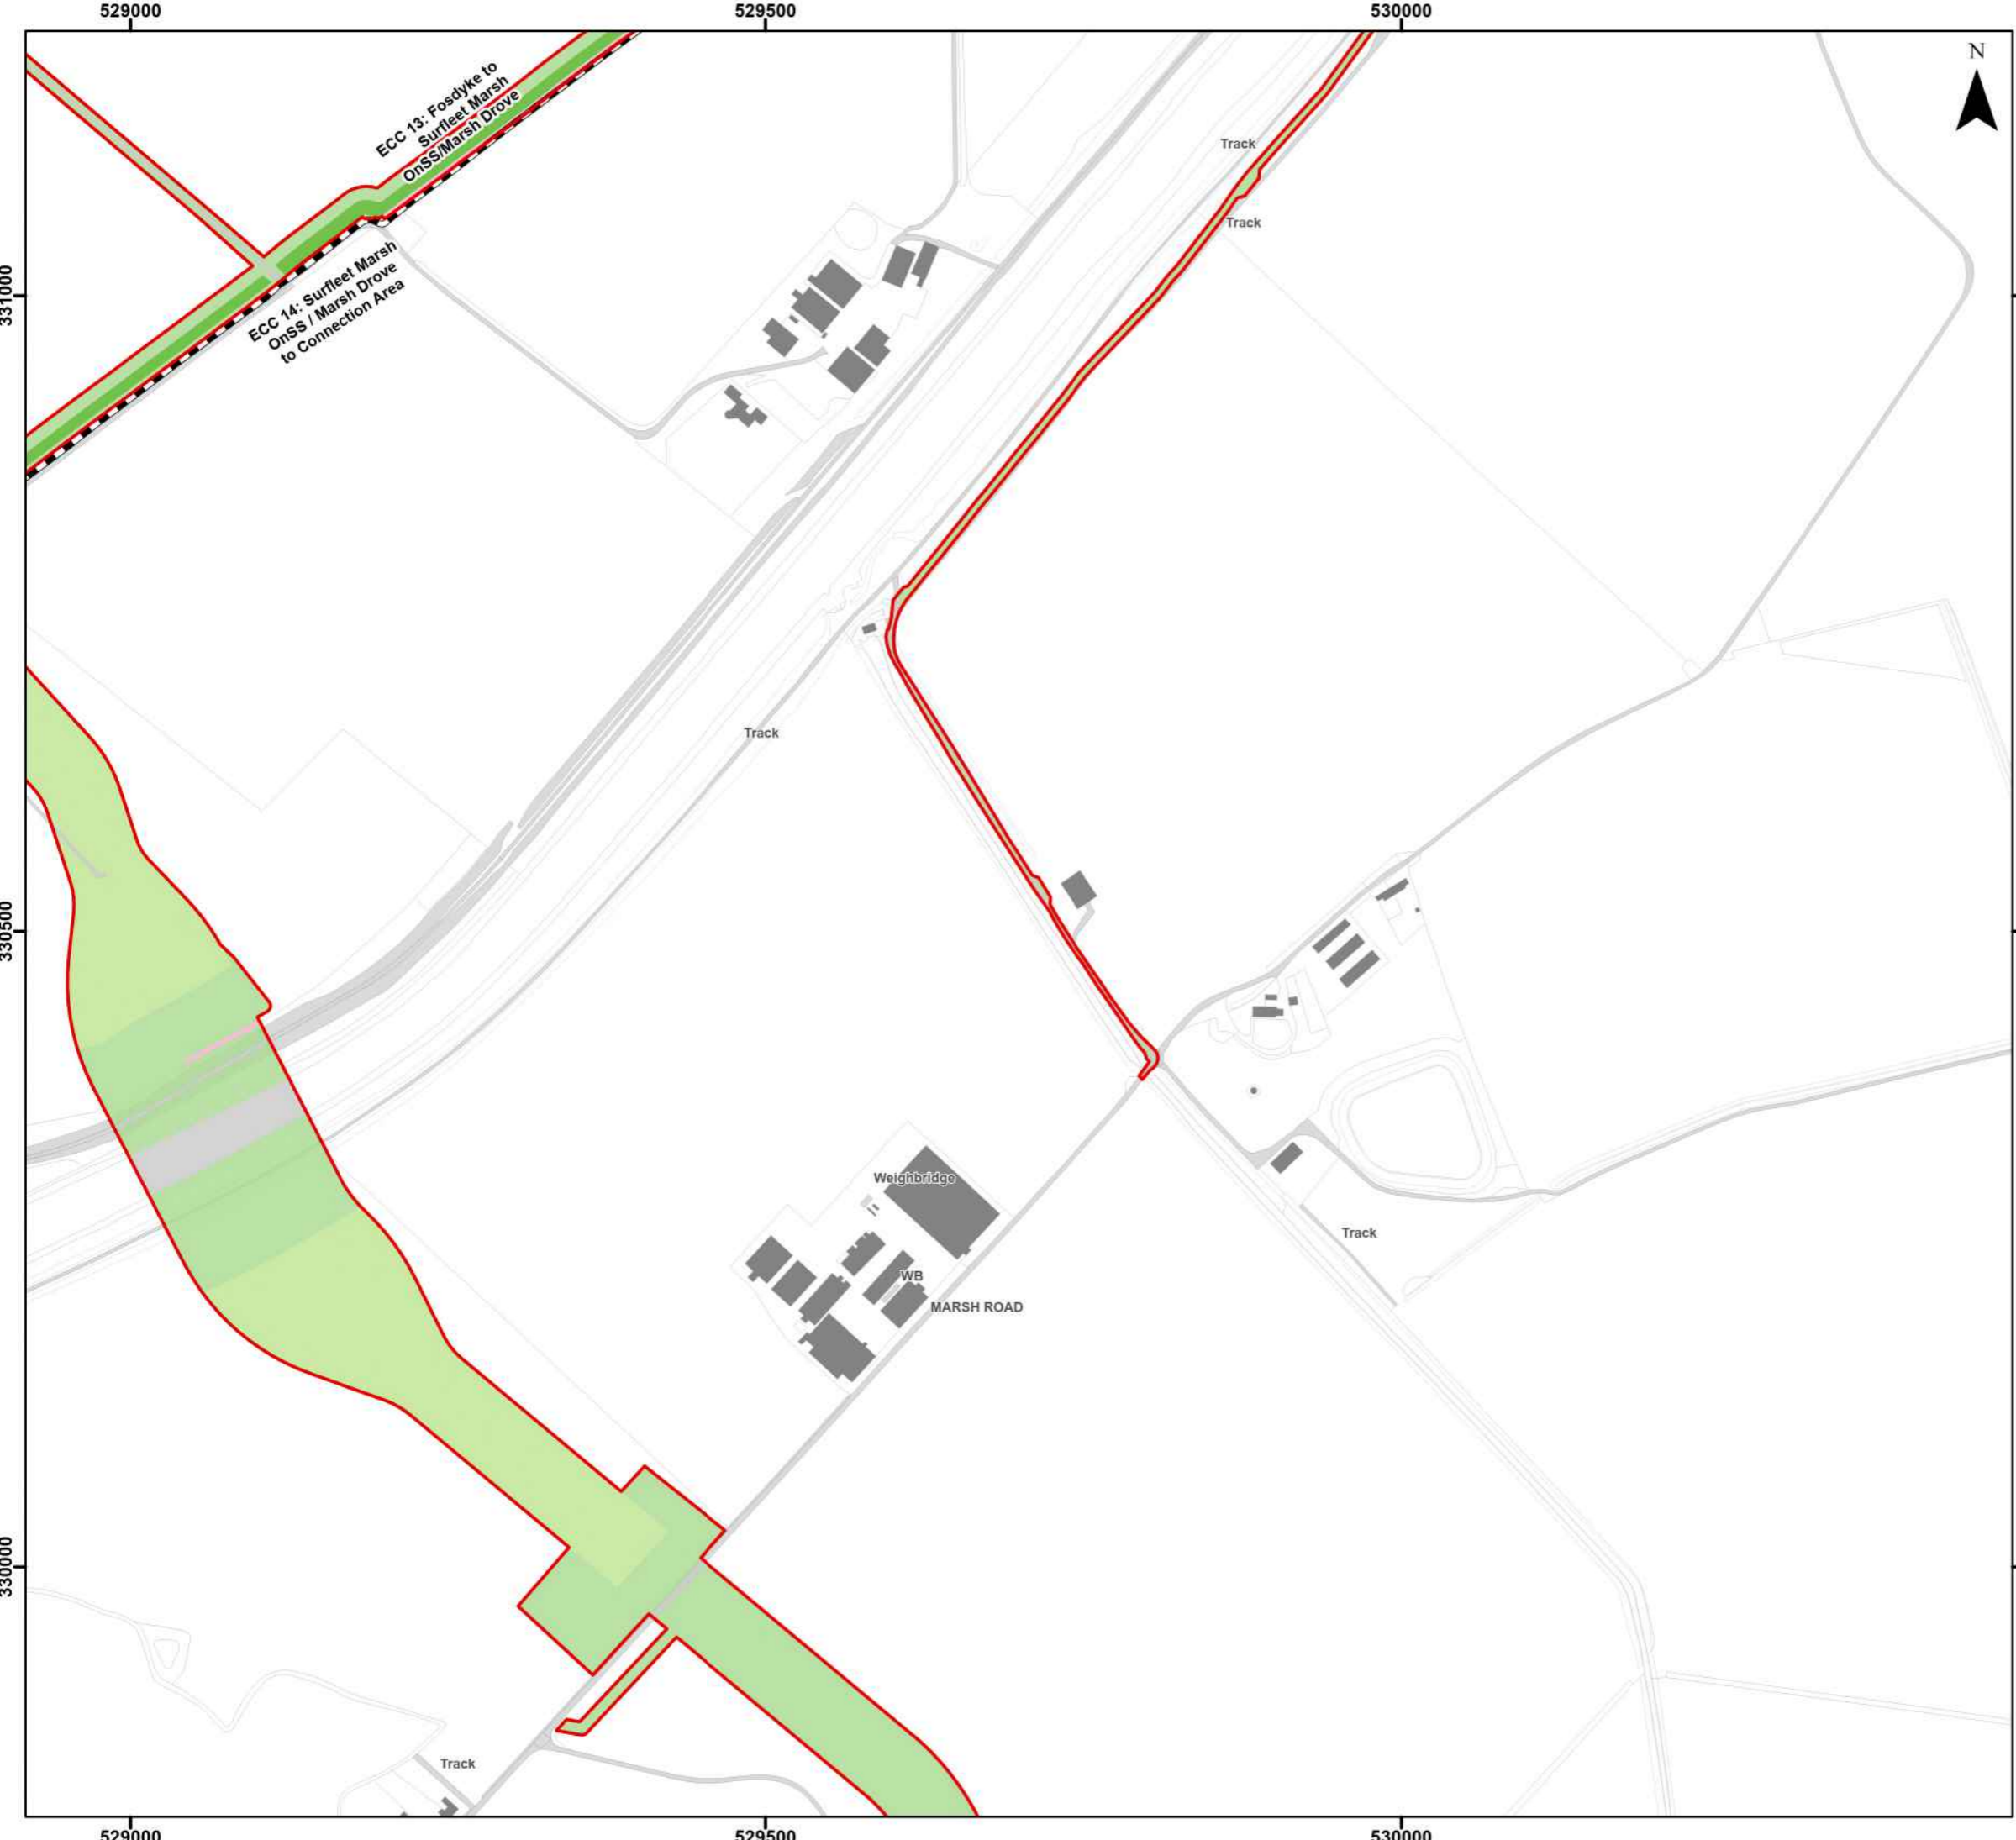 529000
529500
530000
N
ECC 13: Fosdyke to
Surfleet Marsh
OnSS/Marsh Drove
Track
Track
ECC 14: Surfleet Marsh
OnSS / Marsh Drove
to Connection Area
331000
Track
330500
Weighbridge
Track
WB
MARSH ROAD
330000
Track
529000
529500
530000